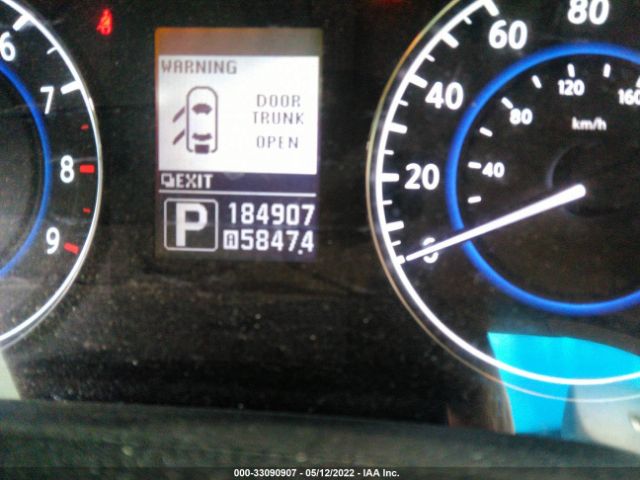 6
7
8
9
WARNING
DOOR
TRUNK
OPEN
EXIT
P
184907
A 5847.4
80
60
40
20
0
160
120
80
40
km/h
000-33090907 - 05/12/2022 - IAA Inc.